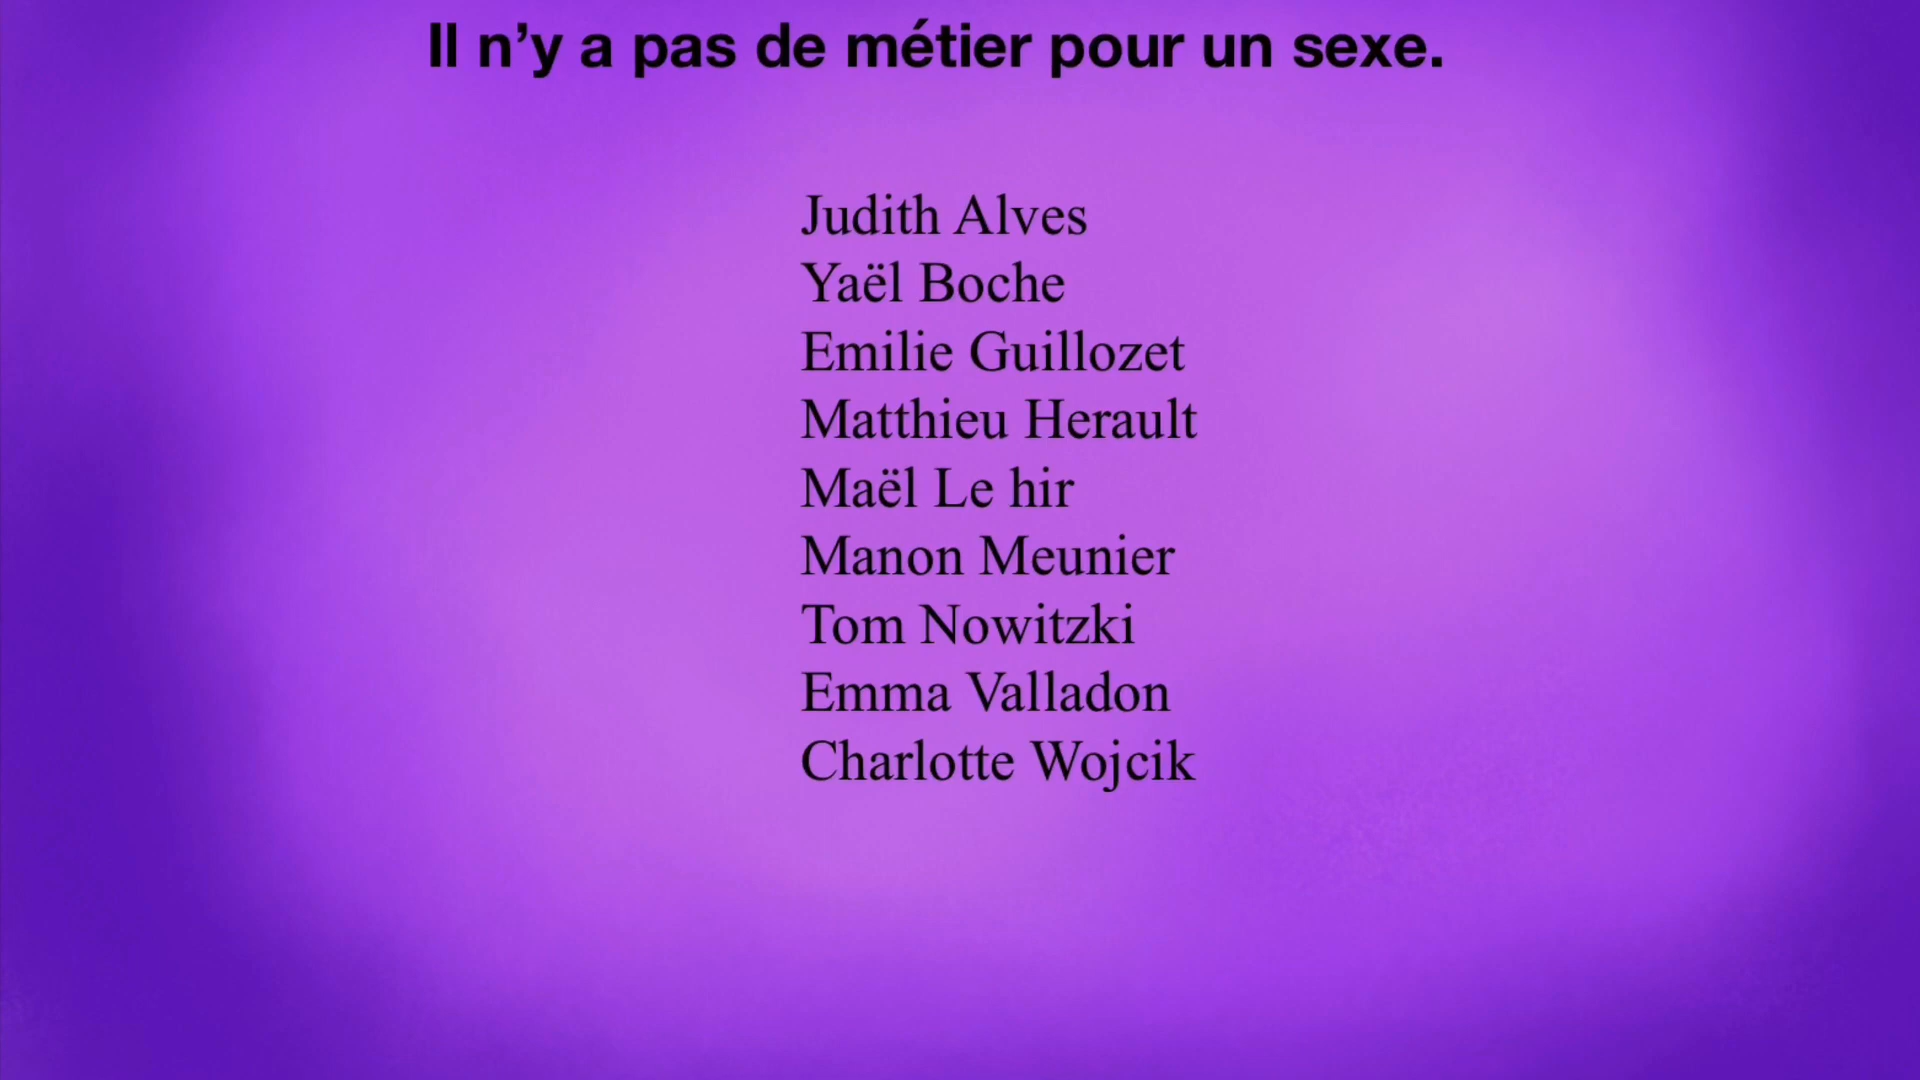 Il n’y a pas de métier pour un sexe.
Judith Alves
Yaël Boche
Emilie Guillozet
Matthieu Herault
Maël Le hir
Manon Meunier
Tom Nowitzki
Emma Valladon
Charlotte Wojcik